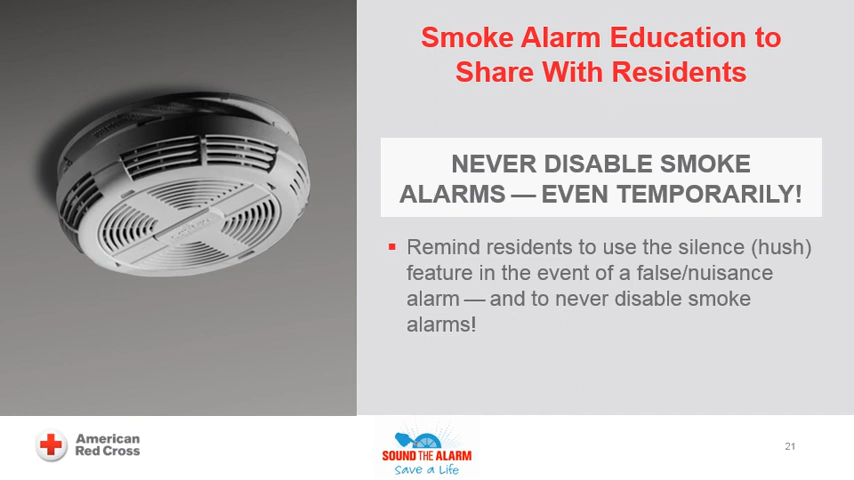 Smoke Alarm Education to
Share With Residents
NEVER DISABLE SMOKE
ALARMS — EVEN TEMPORARILY!
▪ Remind residents to use the silence (hush)
feature in the event of a false/nuisance
alarm — and to never disable smoke
alarms!
American
Red Cross
SOUND THE ALARM
Save a Life
21